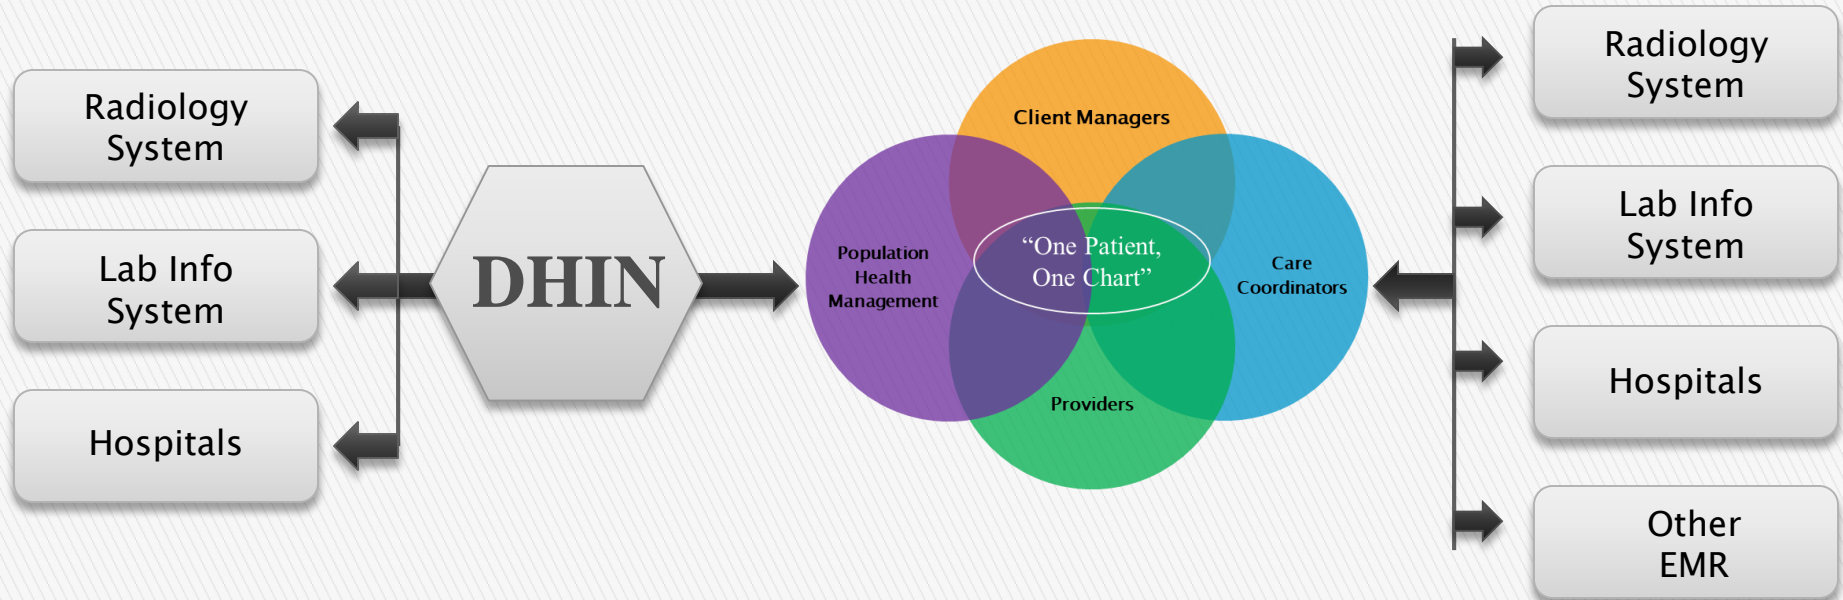 Radiology
System
Lab Info
System
Hospitals
DHIN
Client Managers
Population
Health
Management
“One Patient,
One Chart”
Care
Coordinators
Providers
Radiology
System
Lab Info
System
Hospitals
Other
EMR